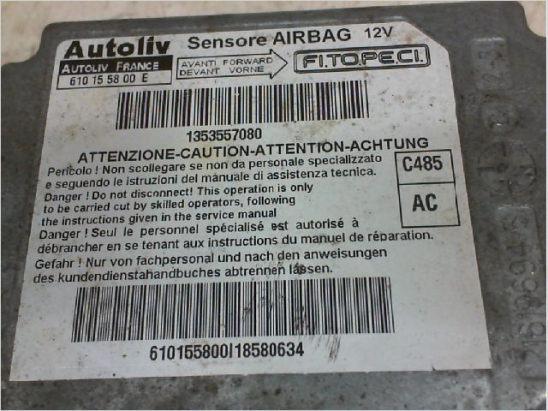 Autoliv Sensore AIRBAG 12V
AUTOLIV FRANCE
610 15 58 00 E
AVANTI FORWARD
DEVANT VORNE
FI.TO.PE.CI.
1353557080
ATTENZIONE-CAUTION-ATTENTION-ACHTUNG
Pericolo ! Non scollegare se non da personale specializzato
e seguendo le istruzioni del manuale di assistenza tecnica.
Danger ! Do not disconnect! This operation is only
to be carried out by skilled operators, following
the instructions given in the service manual
Danger ! Seul le personnel spécialisé est autorisé à
débrancher en se tenant aux instructions du manuel de réparation.
Gefahr ! Nur von fachpersonal und nach den anweisungen
des kundendienstahandbuches abtrennen lassen.
C485
AC
610155800I18580634